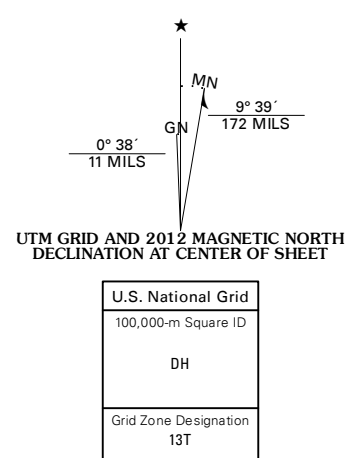 ★
MN
9° 39´
172 MILS
GN
0° 38´
11 MILS
UTM GRID AND 2012 MAGNETIC NORTH
DECLINATION AT CENTER OF SHEET
U.S. National Grid
100,000-m Square ID
DH
Grid Zone Designation
13T